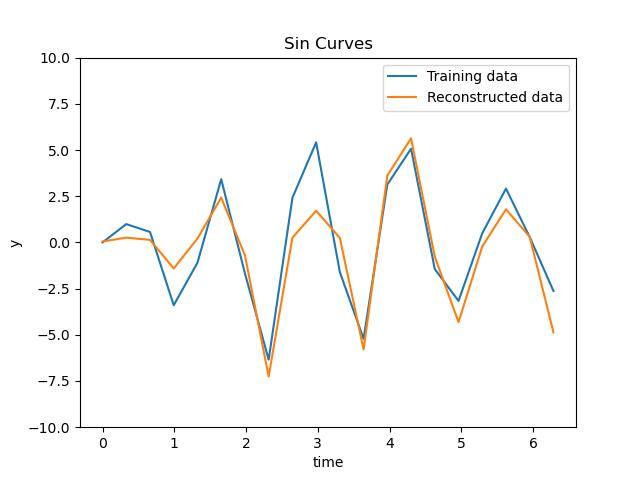 Sin Curves
Training data
Reconstructed data
10.0
7.5
5.0
2.5
0.0
−2.5
−5.0
−7.5
−10.0
y
0 1 2 3 4 5 6
time